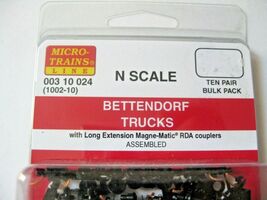 MICRO-
TRAINS®
LINE
003 10 024
(1002-10)
N SCALE
TEN PAIR
BULK PACK
BETTENDORF
TRUCKS
with Long Extension Magne-Matic® RDA couplers
ASSEMBLED